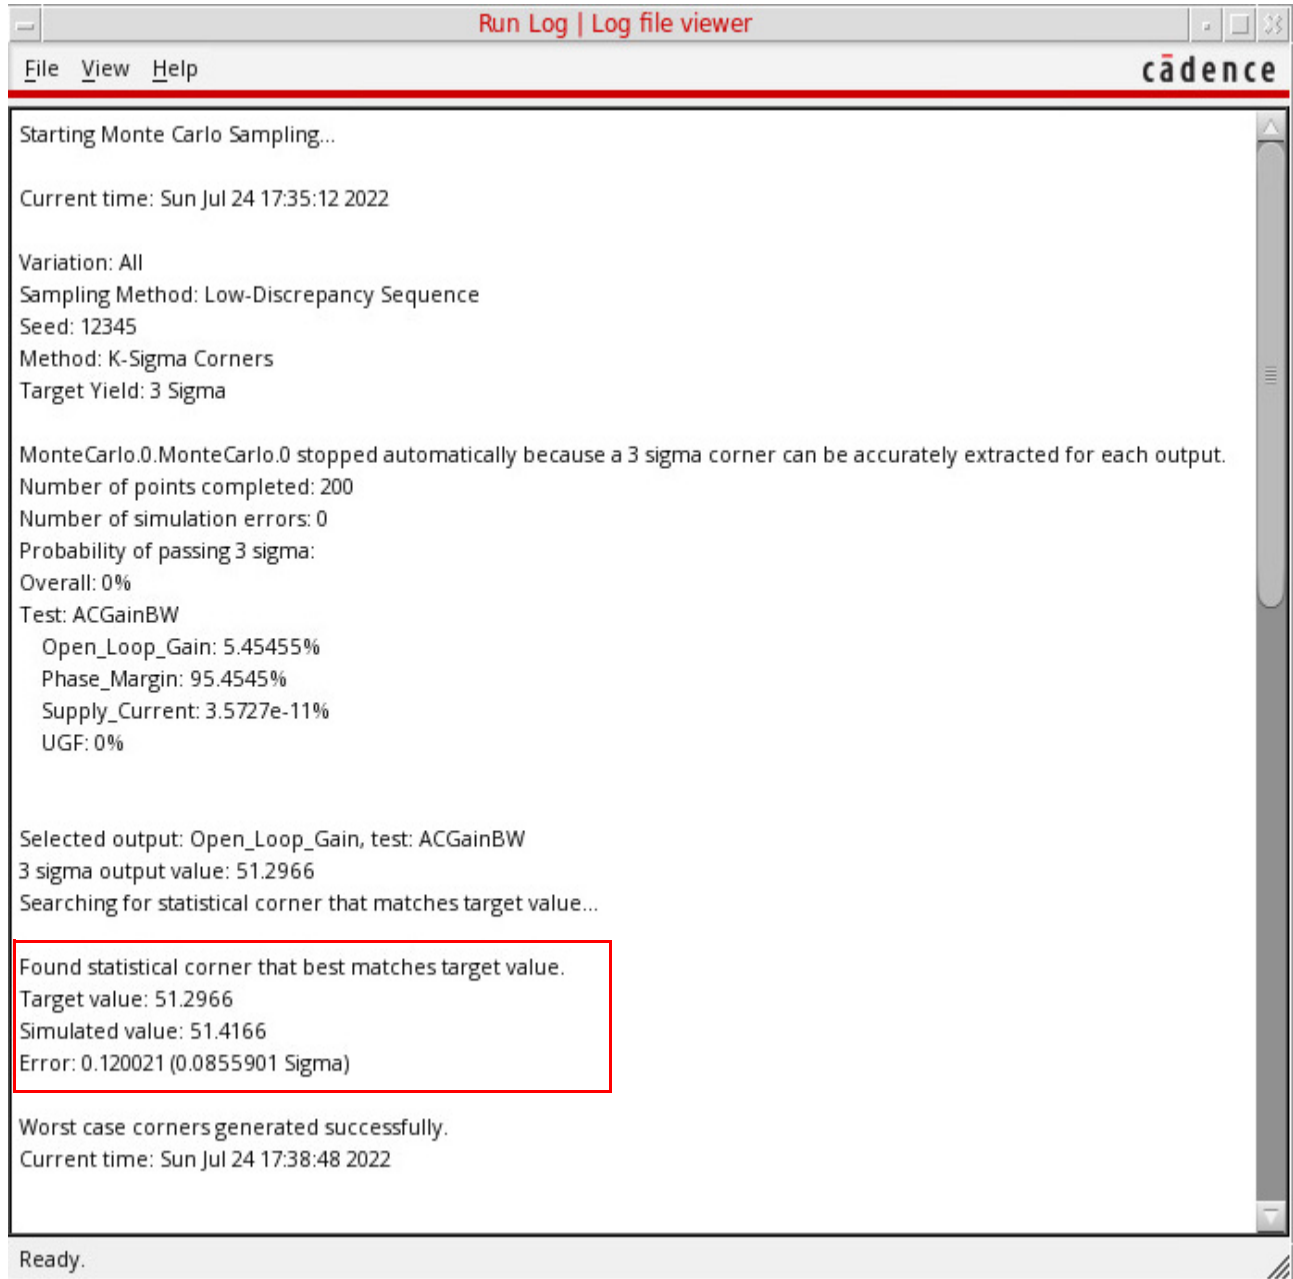 Run Log | Log file viewer
File View Help
cādence
Starting Monte Carlo Sampling...
Current time: Sun Jul 24 17:35:12 2022
Variation: All
Sampling Method: Low-Discrepancy Sequence
Seed: 12345
Method: K-Sigma Corners
Target Yield: 3 Sigma
MonteCarlo.0.MonteCarlo.0 stopped automatically because a 3 sigma corner can be accurately extracted for each output.
Number of points completed: 200
Number of simulation errors: 0
Probability of passing 3 sigma:
Overall: 0%
Test: ACGainBW
Open_Loop_Gain: 5.45455%
Phase_Margin: 95.4545%
Supply_Current: 3.5727e-11%
UGF: 0%
Selected output: Open_Loop_Gain, test: ACGainBW
3 sigma output value: 51.2966
Searching for statistical corner that matches target value...
Found statistical corner that best matches target value.
Target value: 51.2966
Simulated value: 51.4166
Error: 0.120021 (0.0855901 Sigma)
Worst case corners generated successfully.
Current time: Sun Jul 24 17:38:48 2022
Ready.